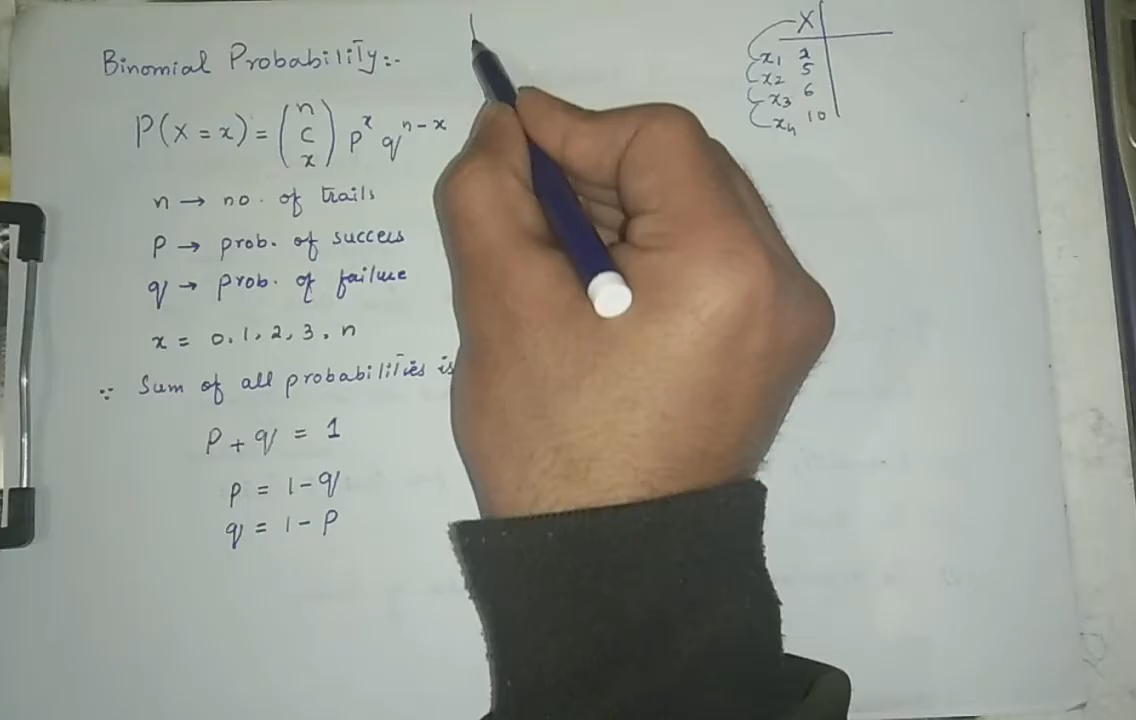 Binomial Probability:-
P(X = x) = (n c x) p^x q^n-x
n → no. of trails
p → prob. of success
q → prob. of failure
x = 0, 1, 2, 3, n
∵ Sum of all probabilities is
p + q = 1
p = 1 - q
q = 1 - p
X
x1 2
x2 5
x3 6
x4 10